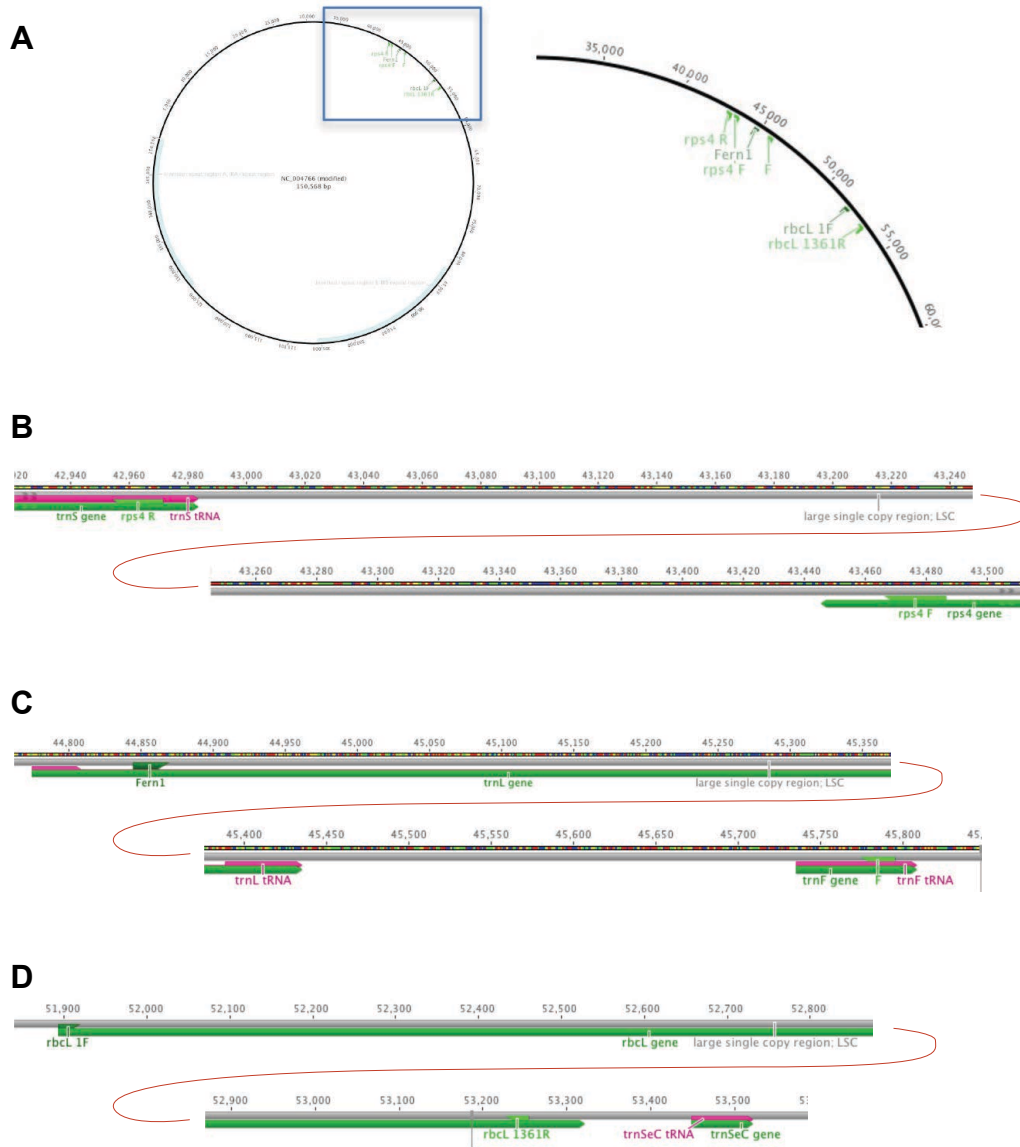 A
NC_004766 (modified)
150,568 bp
rps4 R
Fern1
rps4 F
F
rbcL 1F
rbcL 1361R
35,000
40,000
45,000
50,000
55,000
60,0
rps4 R
Fern1
rps4 F
F
rbcL 1F
rbcL 1361R
B
020 42,940 42,960 42,980 43,000 43,020 43,040 43,060 43,080 43,100 43,120 43,140 43,160 43,180 43,200 43,220 43,240
trnS gene rps4 R trnS tRNA large single copy region; LSC
43,260 43,280 43,300 43,320 43,340 43,360 43,380 43,400 43,420 43,440 43,460 43,480 43,500
rps4 F rps4 gene
C
44,800 44,850 44,900 44,950 45,000 45,050 45,100 45,150 45,200 45,250 45,300 45,350
Fern1 trnL gene large single copy region; LSC
45,400 45,450 45,500 45,550 45,600 45,650 45,700 45,750 45,800 45,
trnL tRNA trnF gene F trnF tRNA
D
51,900 52,000 52,100 52,200 52,300 52,400 52,500 52,600 52,700 52,800
rbcL 1F rbcL gene large single copy region; LSC
52,900 53,000 53,100 53,200 53,300 53,400 53,500
rbcL 1361R trnSeC tRNA trnSeC gene